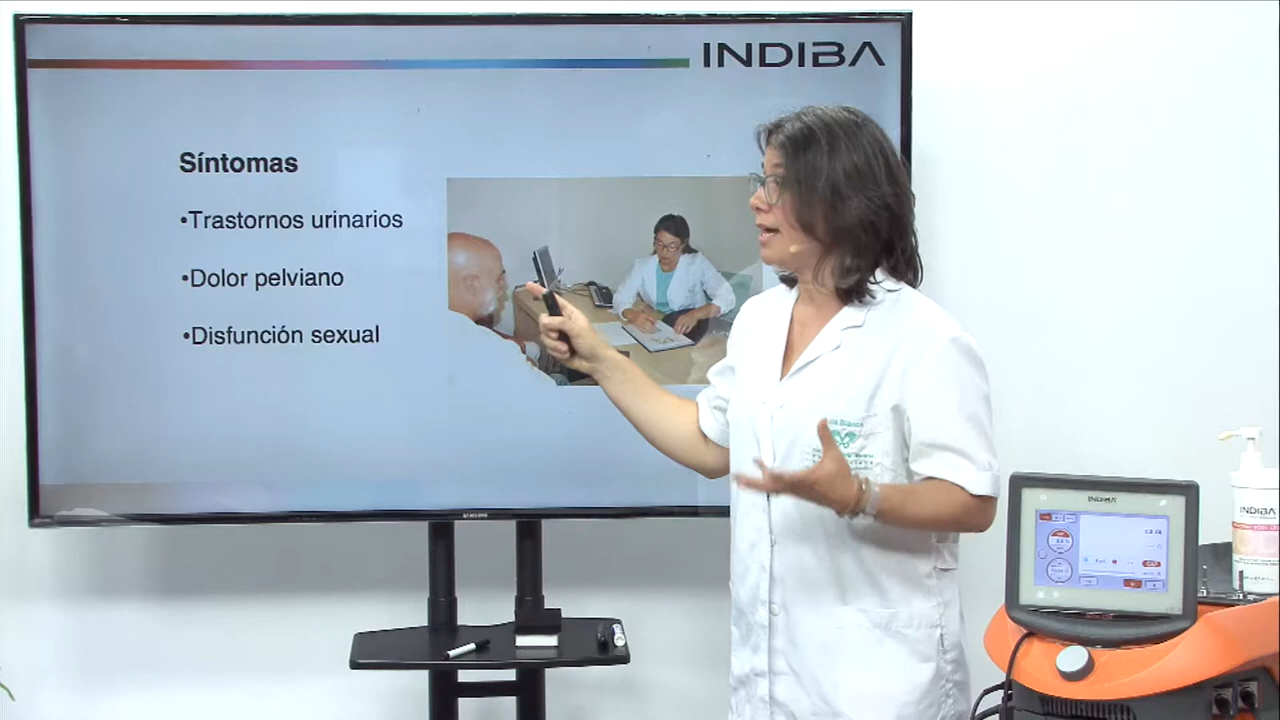 INDIBA
Síntomas
•Trastornos urinarios
•Dolor pelviano
•Disfunción sexual
INDIBA
INDIBA